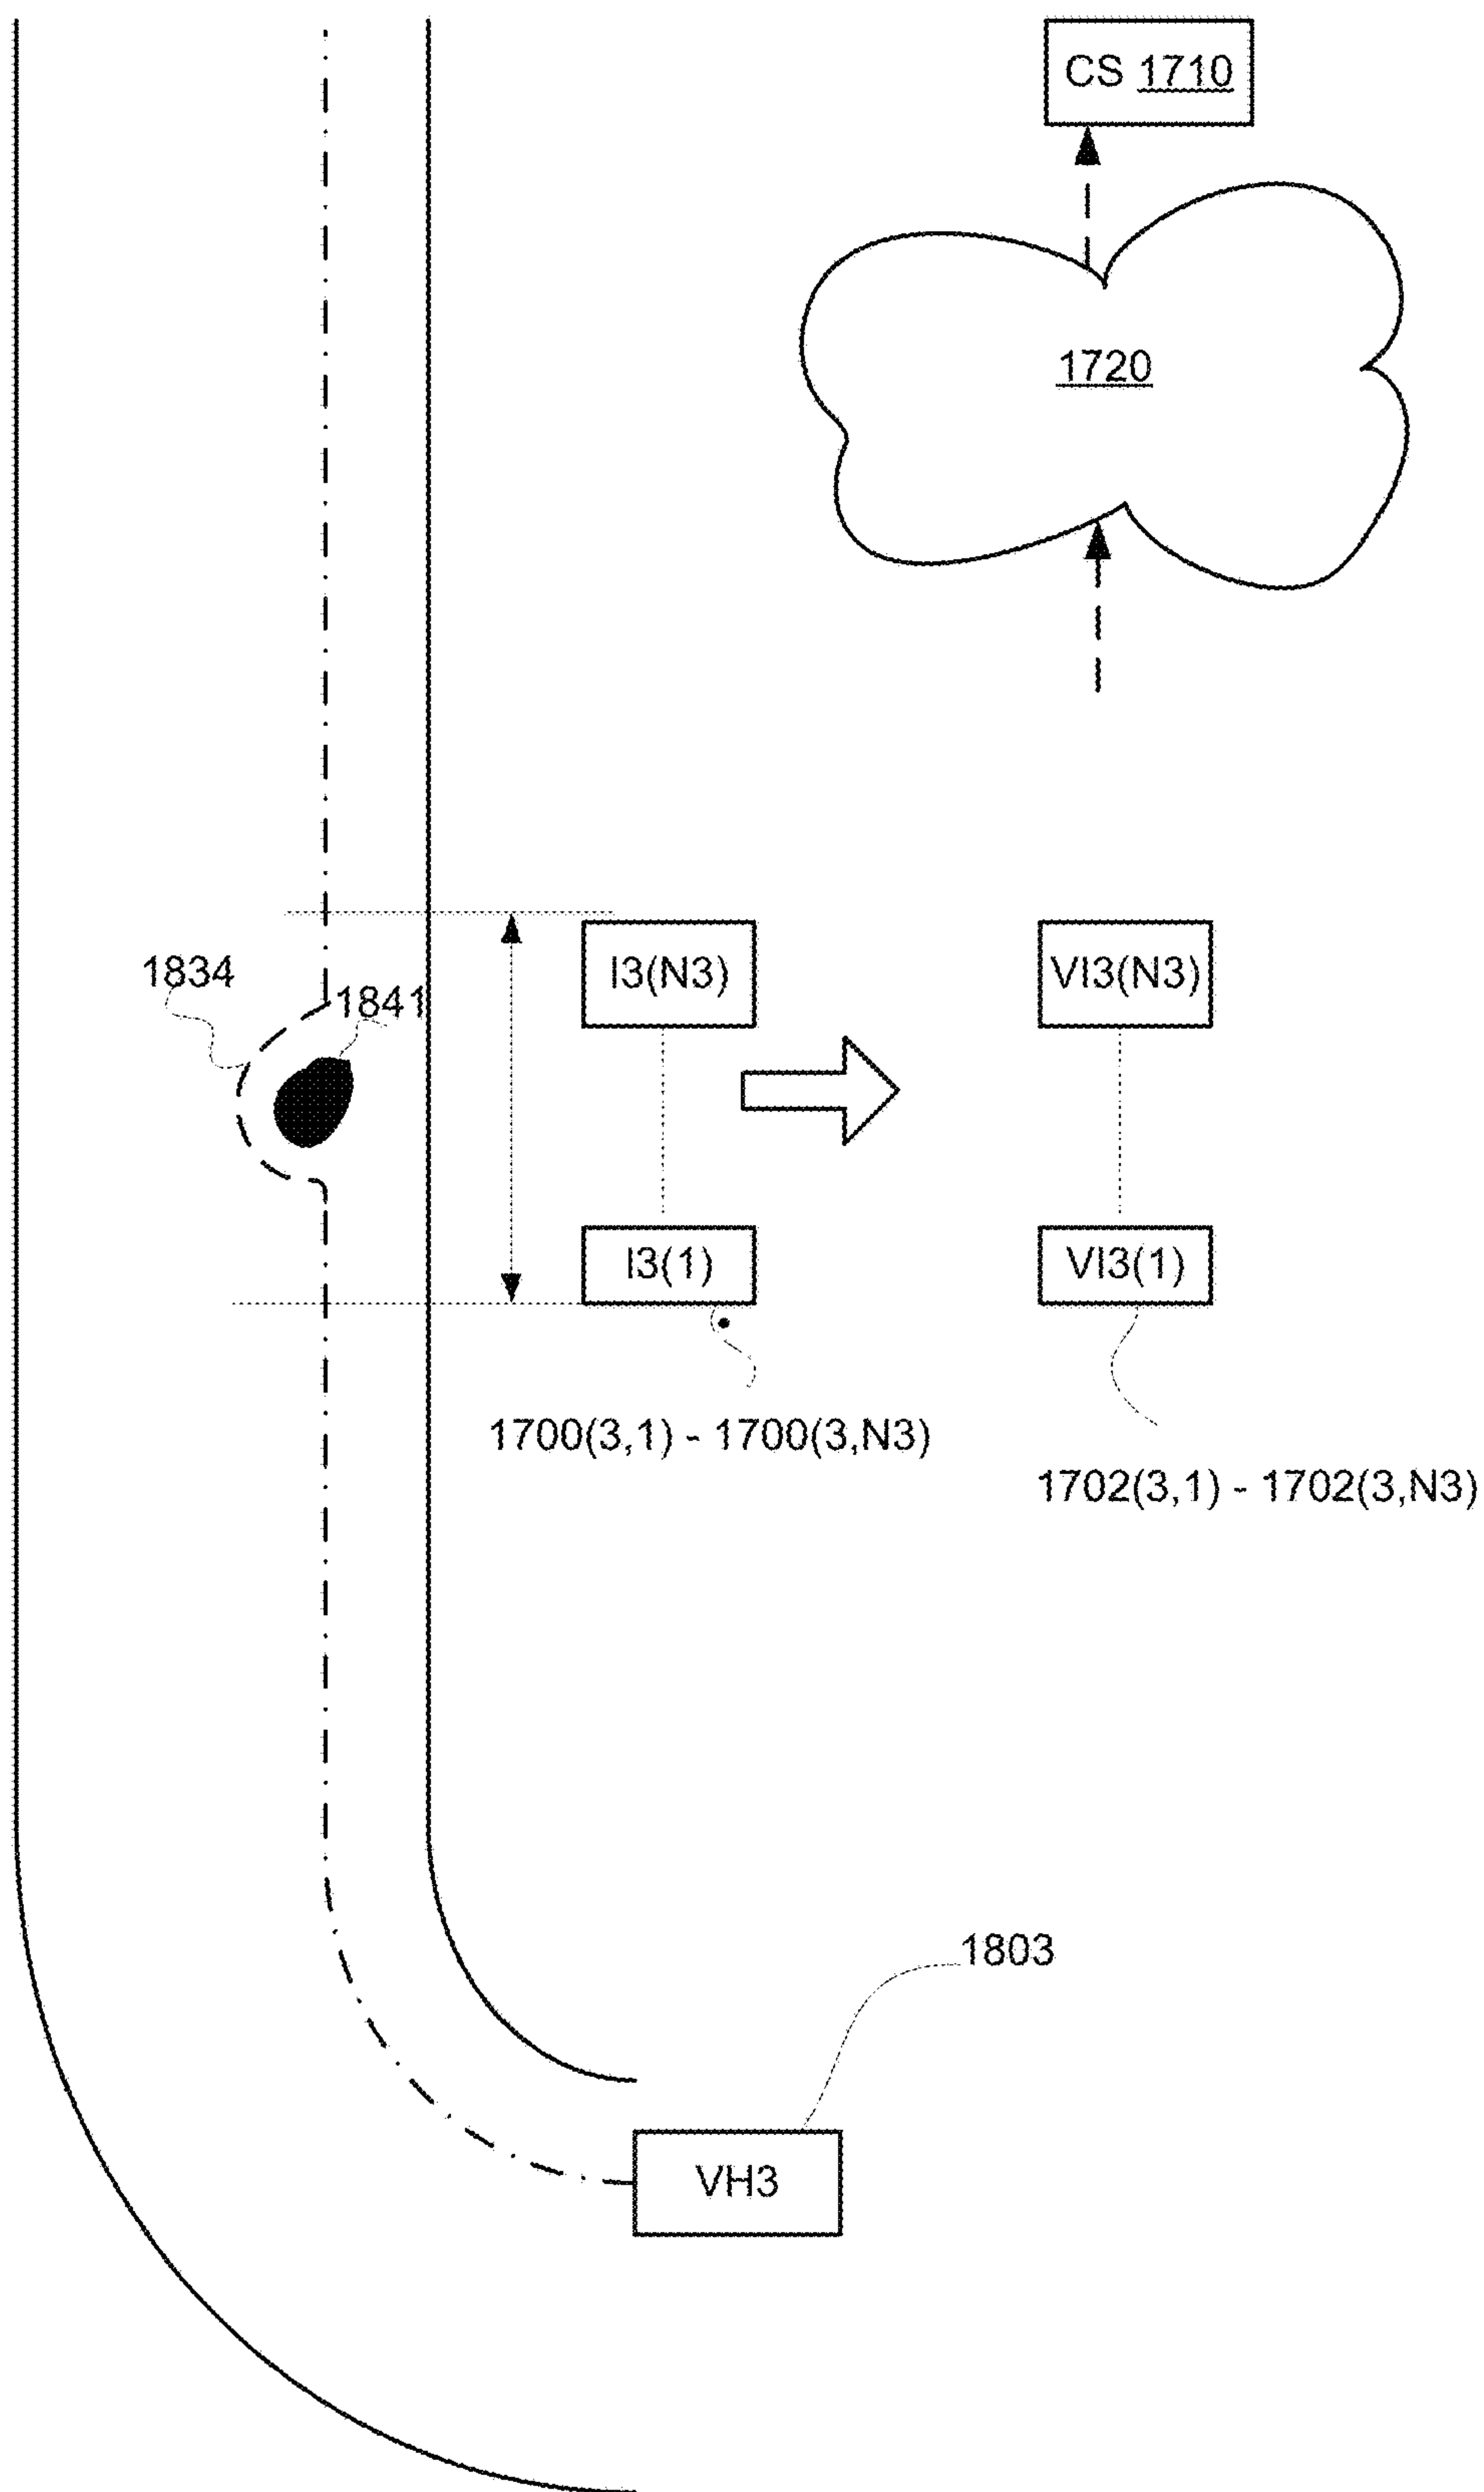 CS 1710
1720
1834
1841
I3(N3)
VI3(N3)
I3(1)
VI3(1)
1700(3,1) - 1700(3,N3)
1702(3,1) - 1702(3,N3)
1803
VH3